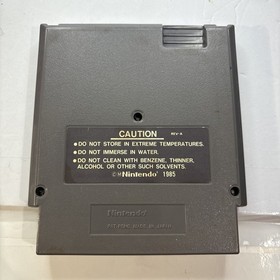 CAUTION
REV-A
•DO NOT STORE IN EXTREME TEMPERATURES.
•DO NOT IMMERSE IN WATER.
•DO NOT CLEAN WITH BENZENE, THINNER,
ALCOHOL OR OTHER SUCH SOLVENTS.
Nintendo 1985
Nintendo